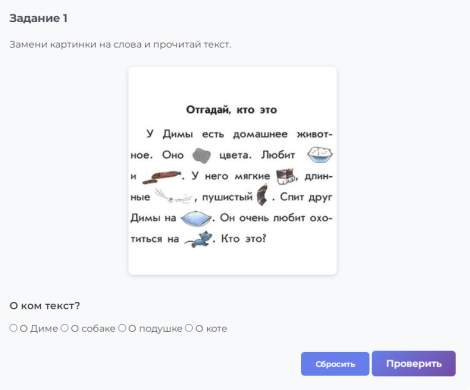 Задание 1
Замени картинки на слова и прочитай текст.
Отгадай, кто это
У Димы есть домашнее живот-
ное. Оно цвета. Любит
и . У него мягкие , длин-
ные , пушистый . Спит друг
Димы на . Он очень любит охо-
титься на . Кто это?
О ком текст?
О Диме О собаке О подушке О коте
Сбросить Проверить